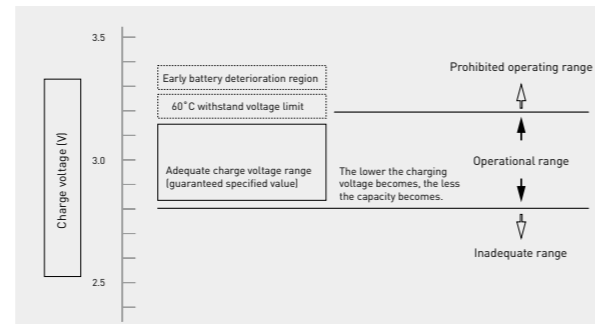 3.5
Prohibited operating range
Early battery deterioration region
60˚C withstand voltage limit
Charge voltage (V)
3.0
Adequate charge voltage range
(guaranteed specified value)
The lower the charging
voltage becomes, the less
the capacity becomes.
Operational range
Inadequate range
2.5